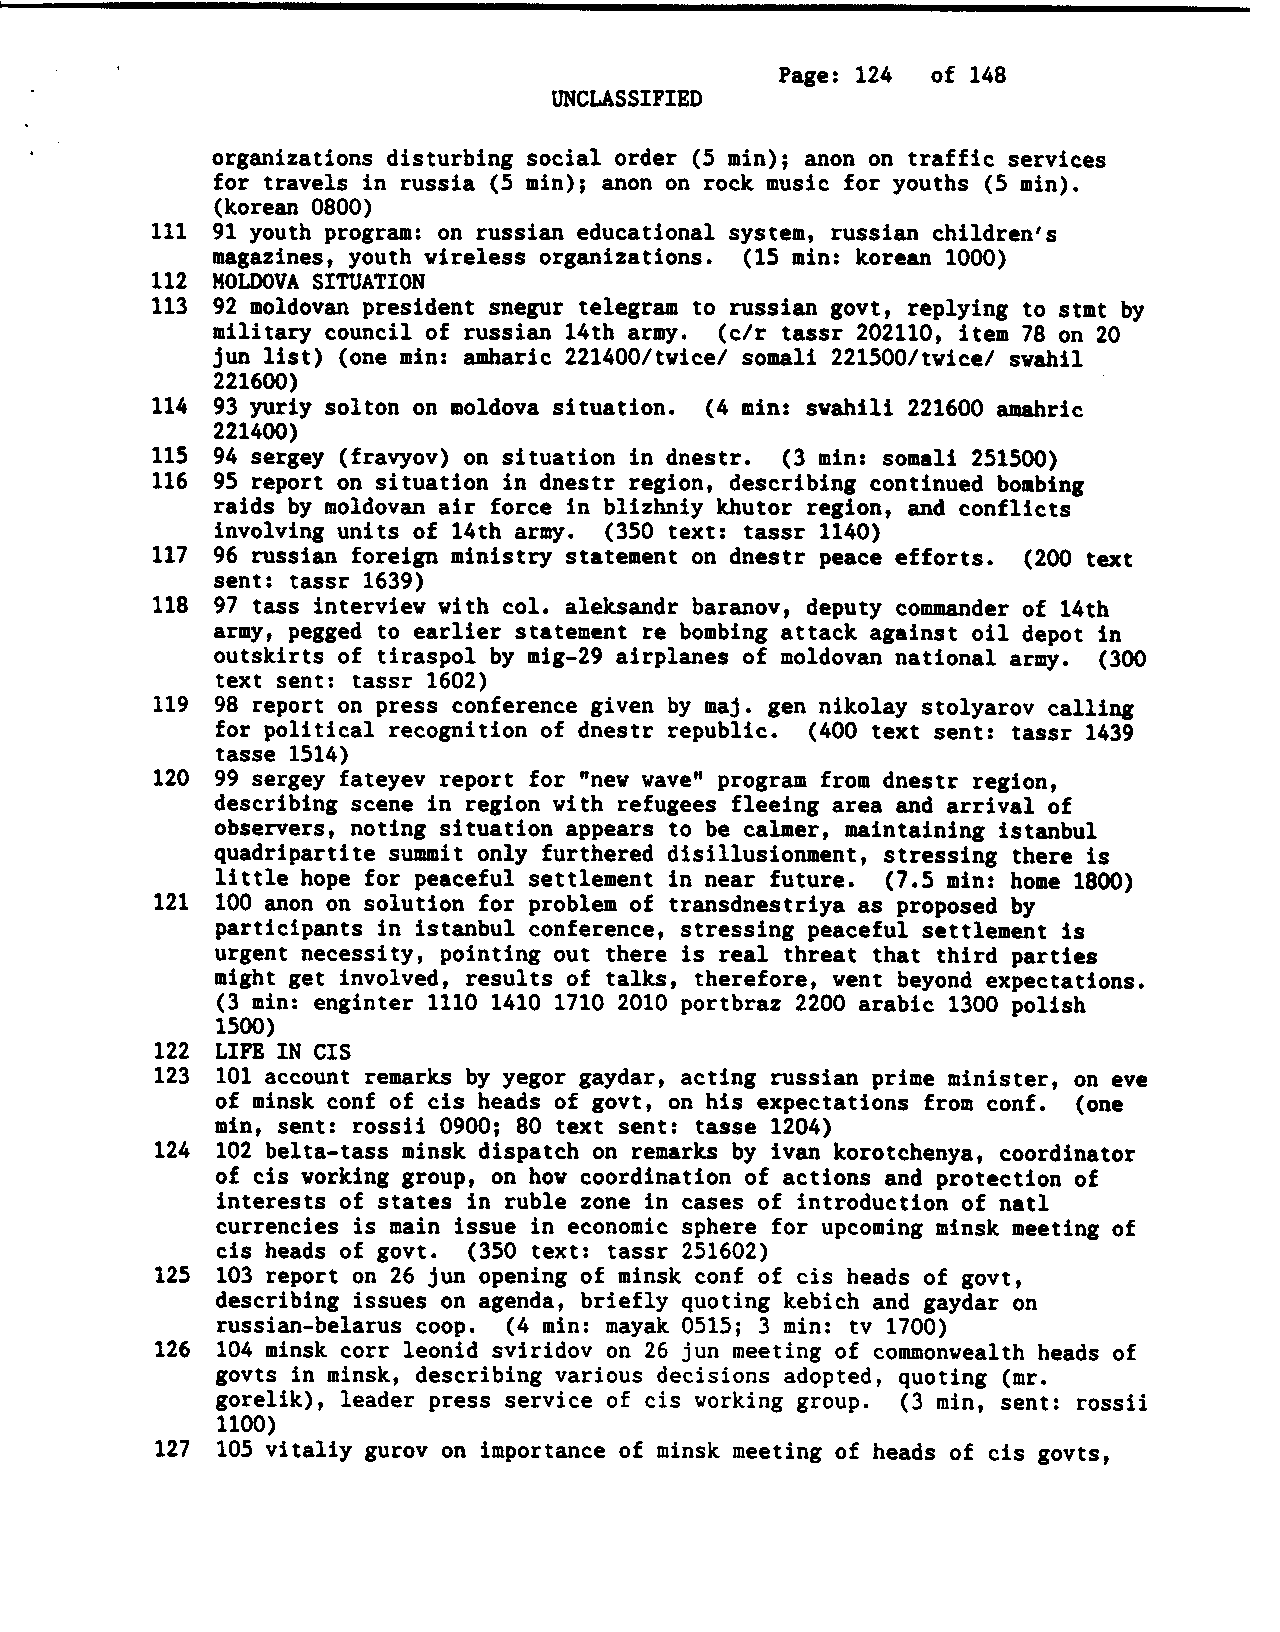 Page: 124 of 148
UNCLASSIFIED
organizations disturbing social order (5 min); anon on traffic services
for travels in russia (5 min); anon on rock music for youths (5 min).
(korean 0800)
111 91 youth program: on russian educational system, russian children's
magazines, youth wireless organizations. (15 min: korean 1000)
112 MOLDOVA SITUATION
113 92 moldovan president snegur telegram to russian govt, replying to stmt by
military council of russian 14th army. (c/r tassr 202110, item 78 on 20
jun list) (one min: amharic 221400/twice/ somali 221500/twice/ swahil
221600)
114 93 yuriy solton on moldova situation. (4 min: swahili 221600 amahric
221400)
115 94 sergey (fravyov) on situation in dnestr. (3 min: somali 251500)
116 95 report on situation in dnestr region, describing continued bombing
raids by moldovan air force in blizhniy khutor region, and conflicts
involving units of 14th army. (350 text: tassr 1140)
117 96 russian foreign ministry statement on dnestr peace efforts. (200 text
sent: tassr 1639)
118 97 tass interview with col. aleksandr baranov, deputy commander of 14th
army, pegged to earlier statement re bombing attack against oil depot in
outskirts of tiraspol by mig-29 airplanes of moldovan national army. (300
text sent: tassr 1602)
119 98 report on press conference given by maj. gen nikolay stolyarov calling
for political recognition of dnestr republic. (400 text sent: tassr 1439
tasse 1514)
120 99 sergey fateyev report for "new wave" program from dnestr region,
describing scene in region with refugees fleeing area and arrival of
observers, noting situation appears to be calmer, maintaining istanbul
quadripartite summit only furthered disillusionment, stressing there is
little hope for peaceful settlement in near future. (7.5 min: home 1800)
121 100 anon on solution for problem of transdnestriya as proposed by
participants in istanbul conference, stressing peaceful settlement is
urgent necessity, pointing out there is real threat that third parties
might get involved, results of talks, therefore, went beyond expectations.
(3 min: enginter 1110 1410 1710 2010 portbraz 2200 arabic 1300 polish
1500)
122 LIFE IN CIS
123 101 account remarks by yegor gaydar, acting russian prime minister, on eve
of minsk conf of cis heads of govt, on his expectations from conf. (one
min, sent: rossii 0900; 80 text sent: tasse 1204)
124 102 belta-tass minsk dispatch on remarks by ivan korotchenya, coordinator
of cis working group, on how coordination of actions and protection of
interests of states in ruble zone in cases of introduction of natl
currencies is main issue in economic sphere for upcoming minsk meeting of
cis heads of govt. (350 text: tassr 251602)
125 103 report on 26 jun opening of minsk conf of cis heads of govt,
describing issues on agenda, briefly quoting kebich and gaydar on
russian-belarus coop. (4 min: mayak 0515; 3 min: tv 1700)
126 104 minsk corr leonid sviridov on 26 jun meeting of commonwealth heads of
govts in minsk, describing various decisions adopted, quoting (mr.
gorelik), leader press service of cis working group. (3 min, sent: rossii
1100)
127 105 vitaliy gurov on importance of minsk meeting of heads of cis govts,